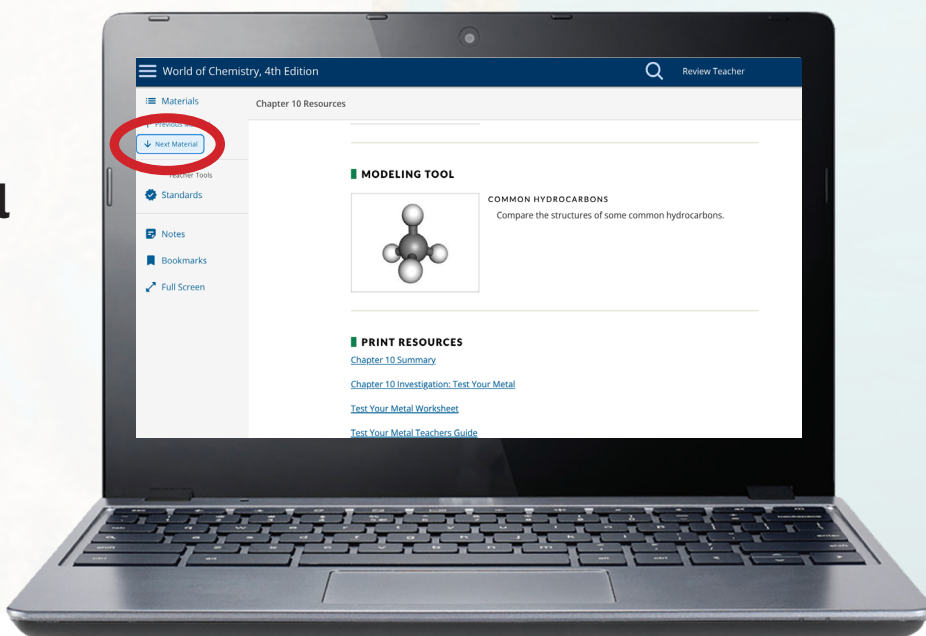 World of Chemistry, 4th Edition
Review Teacher
Materials
Chapter 10 Resources
Previous
Next Material
Teacher Tools
Standards
Notes
Bookmarks
Full Screen
MODELING TOOL
COMMON HYDROCARBONS
Compare the structures of some common hydrocarbons.
PRINT RESOURCES
Chapter 10 Summary
Chapter 10 Investigation: Test Your Metal
Test Your Metal Worksheet
Test Your Metal Teachers Guide